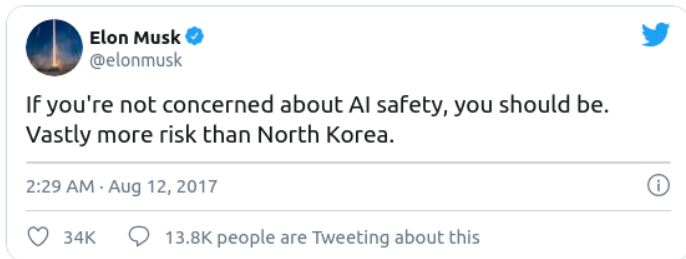 Elon Musk
@elonmusk
If you're not concerned about AI safety, you should be.
Vastly more risk than North Korea.
2:29 AM · Aug 12, 2017
34K 13.8K people are Tweeting about this